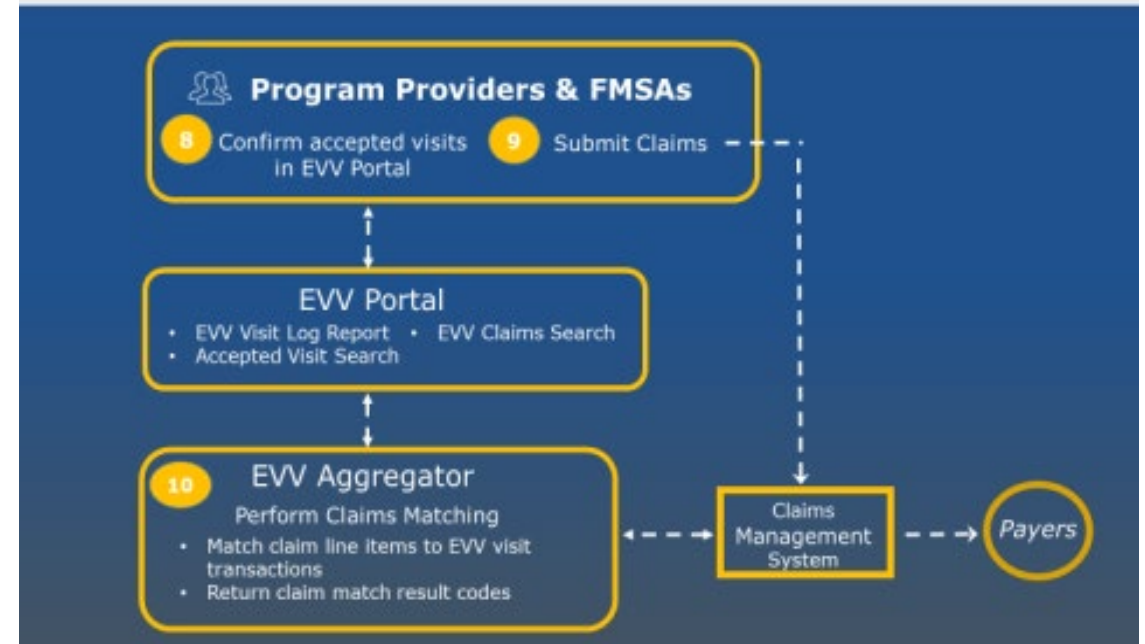 Program Providers & FMSAs
8 Confirm accepted visits
in EVV Portal
9 Submit Claims
EVV Portal
• EVV Visit Log Report • EVV Claims Search
• Accepted Visit Search
10 EVV Aggregator
Perform Claims Matching
• Match claim line items to EVV visit
transactions
• Return claim match result codes
Claims
Management
System
Payers